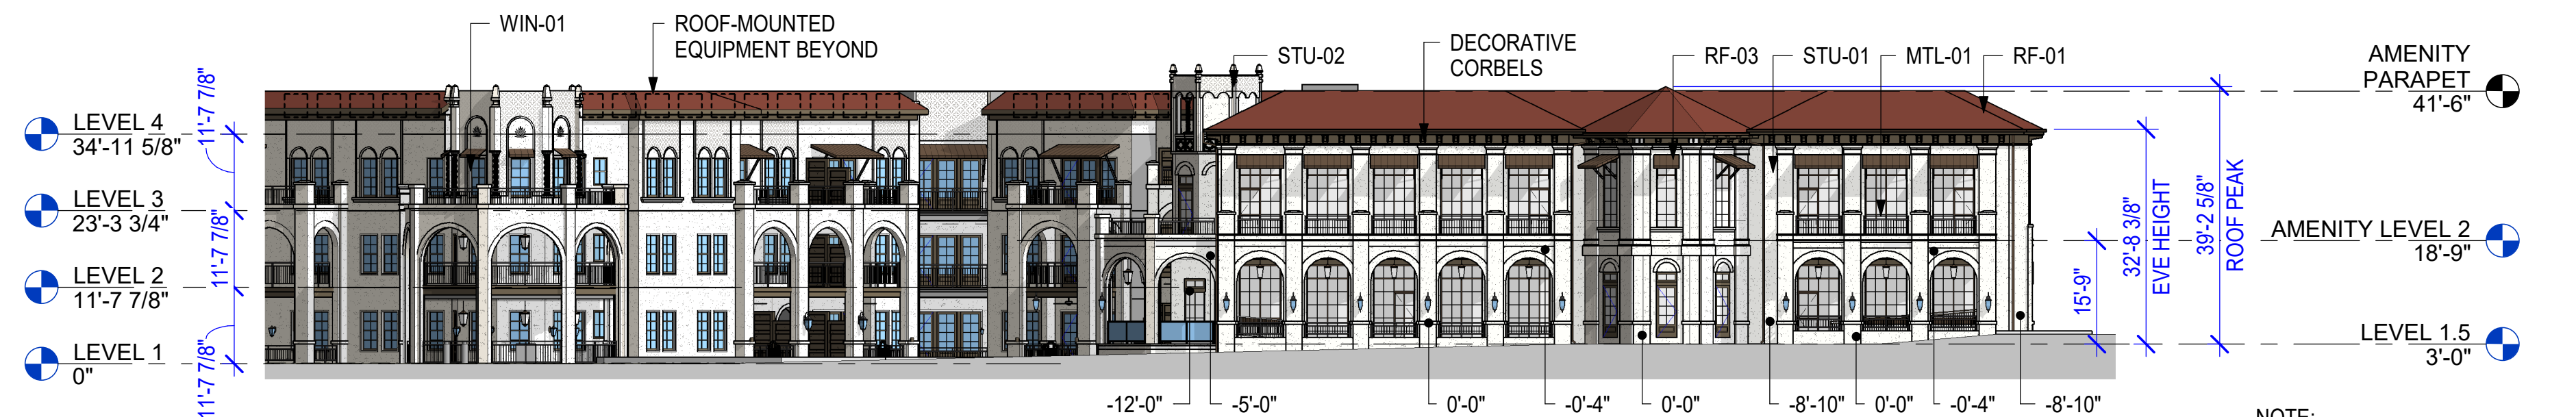 WIN-01
ROOF-MOUNTED
EQUIPMENT BEYOND
STU-02
DECORATIVE
CORBELS
RF-03
STU-01
MTL-01
RF-01
AMENITY
PARAPET
41'-6"
LEVEL 4
34'-11 5/8"
LEVEL 3
23'-3 3/4"
LEVEL 2
11'-7 7/8"
LEVEL 1
0"
11'-7 7/8"
11'-7 7/8"
11'-7 7/8"
15'-9"
32'-8 3/8"
EVE HEIGHT
39'-2 5/8"
ROOF PEAK
AMENITY LEVEL 2
18'-9"
LEVEL 1.5
3'-0"
-12'-0"
-5'-0"
0'-0"
-0'-4"
0'-0"
-8'-10"
0'-0"
-0'-4"
-8'-10"
NOTE: